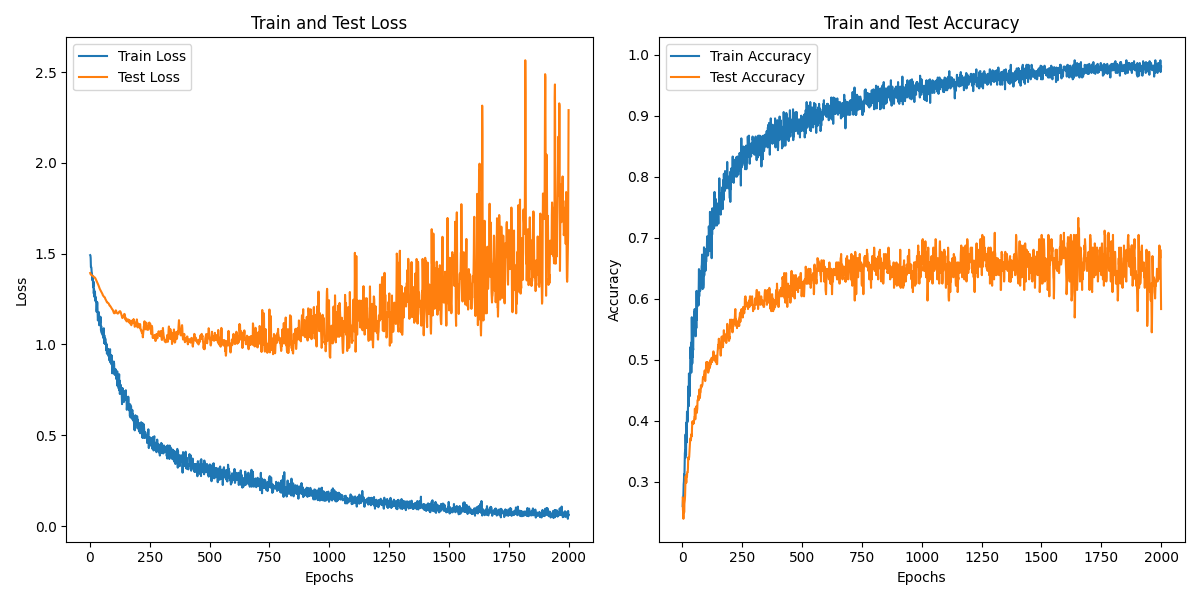 Train and Test Loss
Train Loss
Test Loss
2.5
2.0
1.5
1.0
0.5
0.0
Loss
0 250 500 750 1000 1250 1500 1750 2000
Epochs
Train and Test Accuracy
Train Accuracy
Test Accuracy
1.0
0.9
0.8
0.7
0.6
0.5
0.4
0.3
Accuracy
0 250 500 750 1000 1250 1500 1750 2000
Epochs